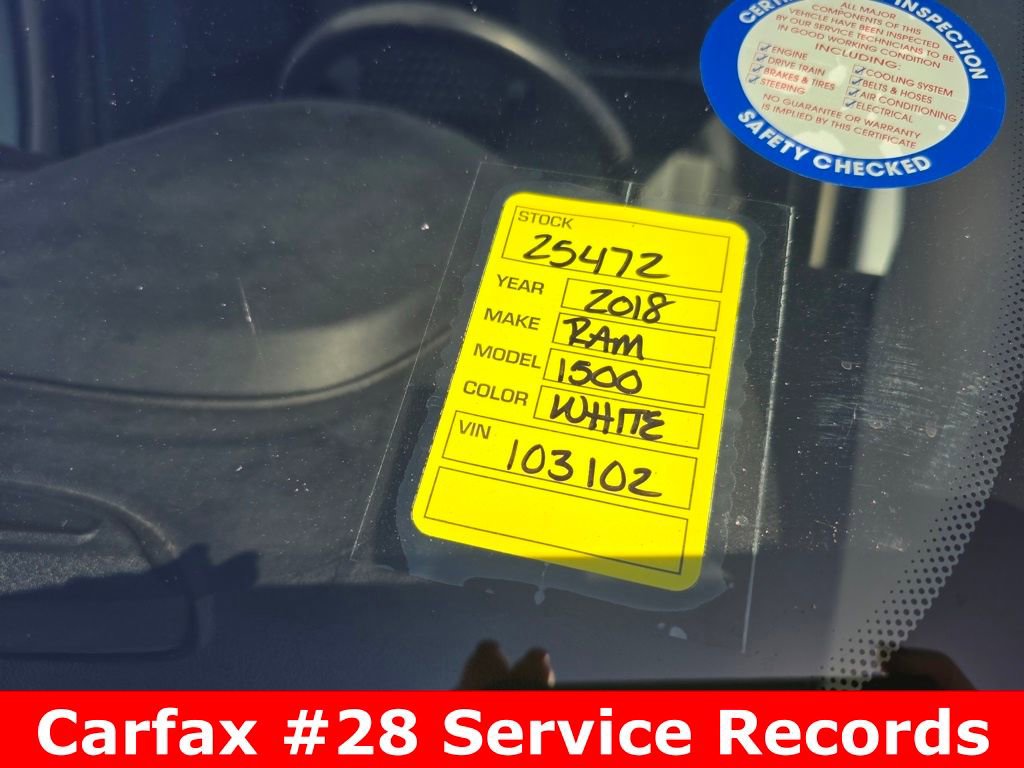 CERTIFIED INSPECTION
ALL MAJOR
COMPONENTS OF THIS
VEHICLE HAVE BEEN INSPECTED
BY OUR SERVICE TECHNICIANS TO BE
IN GOOD WORKING CONDITION
INCLUDING:
ENGINE
DRIVE TRAIN
BRAKES & TIRES
STEERING
COOLING SYSTEM
BELTS & HOSES
AIR CONDITIONING
ELECTRICAL
NO GUARANTEE OR WARRANTY
IS IMPLIED BY THIS CERTIFICATE
SAFETY CHECKED
STOCK
25472
YEAR 2018
MAKE RAM
MODEL 1500
COLOR WHITE
VIN 103102
Carfax #28 Service Records